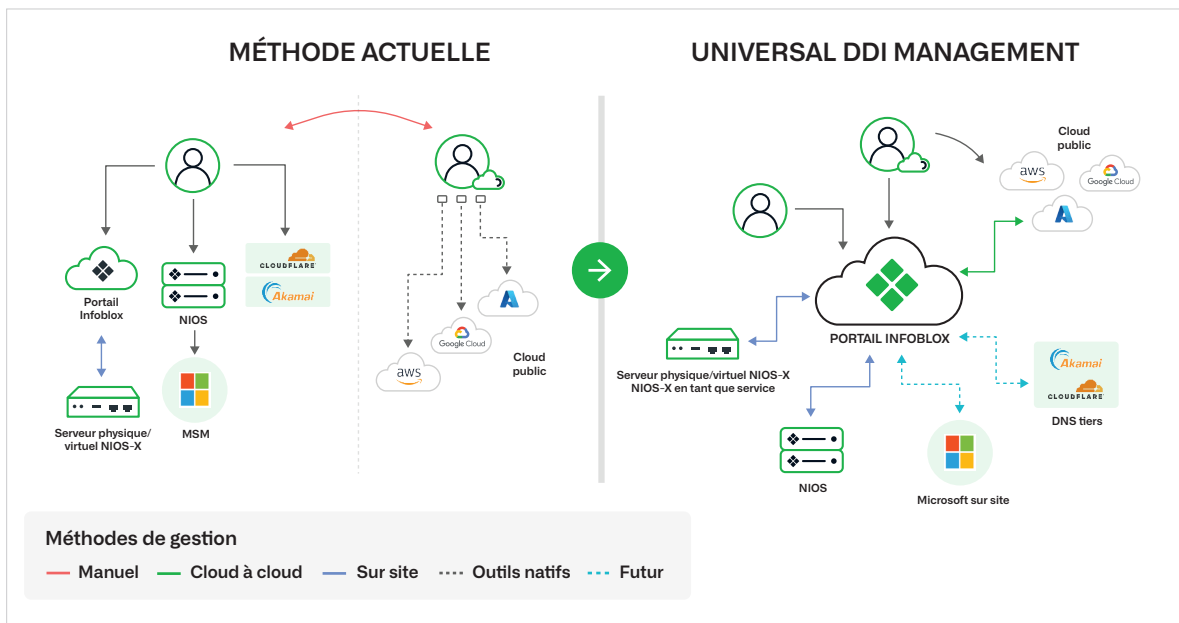 MÉTHODE ACTUELLE
Portail
Infoblox
Serveur physique/
virtuel NIOS-X
NIOS
MSM
CLOUDFLARE
Akamai
aws
Google Cloud
Cloud
public
UNIVERSAL DDI MANAGEMENT
Cloud
public
aws
Google Cloud
PORTAIL INFOBLOX
Serveur physique/virtuel NIOS-X
NIOS-X en tant que service
NIOS
Microsoft sur site
Akamai
CLOUDFLARE
DNS tiers
Méthodes de gestion
Manuel
Cloud à cloud
Sur site
Outils natifs
Futur